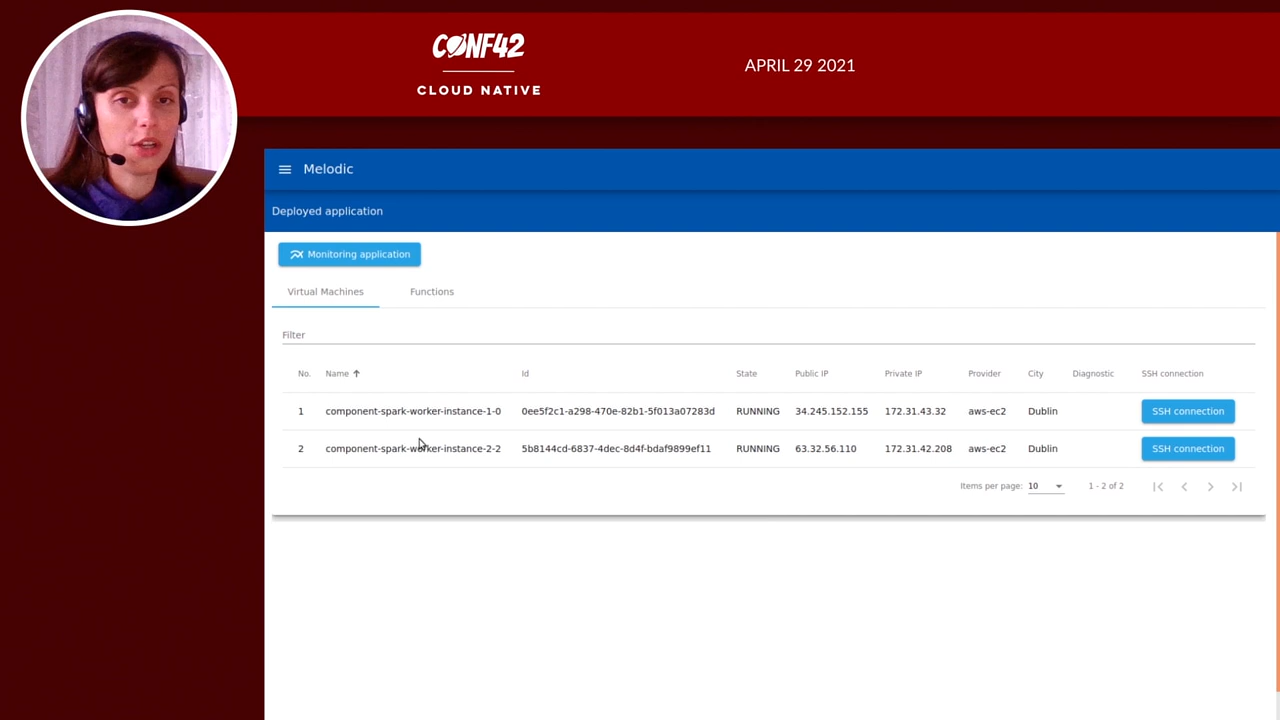 CONF42
CLOUD NATIVE
APRIL 29 2021
Melodic
Deployed application
Monitoring application
Virtual Machines Functions
Filter
No. Name Id State Public IP Private IP Provider City Diagnostic SSH connection
1 component-spark-worker-instance-1-0 0ee5f2c1-a298-470e-82b1-5f013a07283d RUNNING 34.245.152.155 172.31.43.32 aws-ec2 Dublin SSH connection
2 component-spark-worker-instance-2-2 5b8144cd-6837-4dec-8d4f-bdaf9899ef11 RUNNING 63.32.56.110 172.31.42.208 aws-ec2 Dublin SSH connection
Items per page: 10 1 - 2 of 2